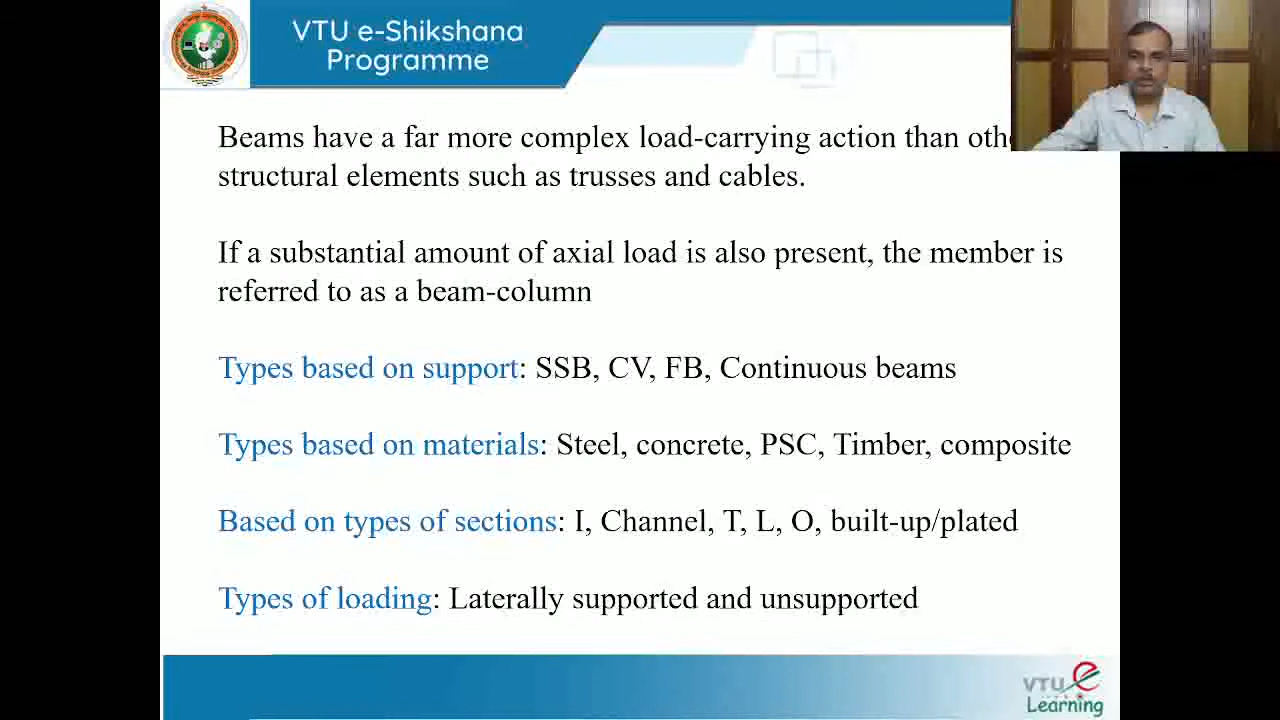 VTU e-Shikshana
Programme
Beams have a far more complex load-carrying action than
structural elements such as trusses and cables.
If a substantial amount of axial load is also present, the member is
referred to as a beam-column
Types based on support: SSB, CV, FB, Continuous beams
Types based on materials: Steel, concrete, PSC, Timber, composite
Based on types of sections: I, Channel, T, L, O, built-up/plated
Types of loading: Laterally supported and unsupported
VTU e
Learning